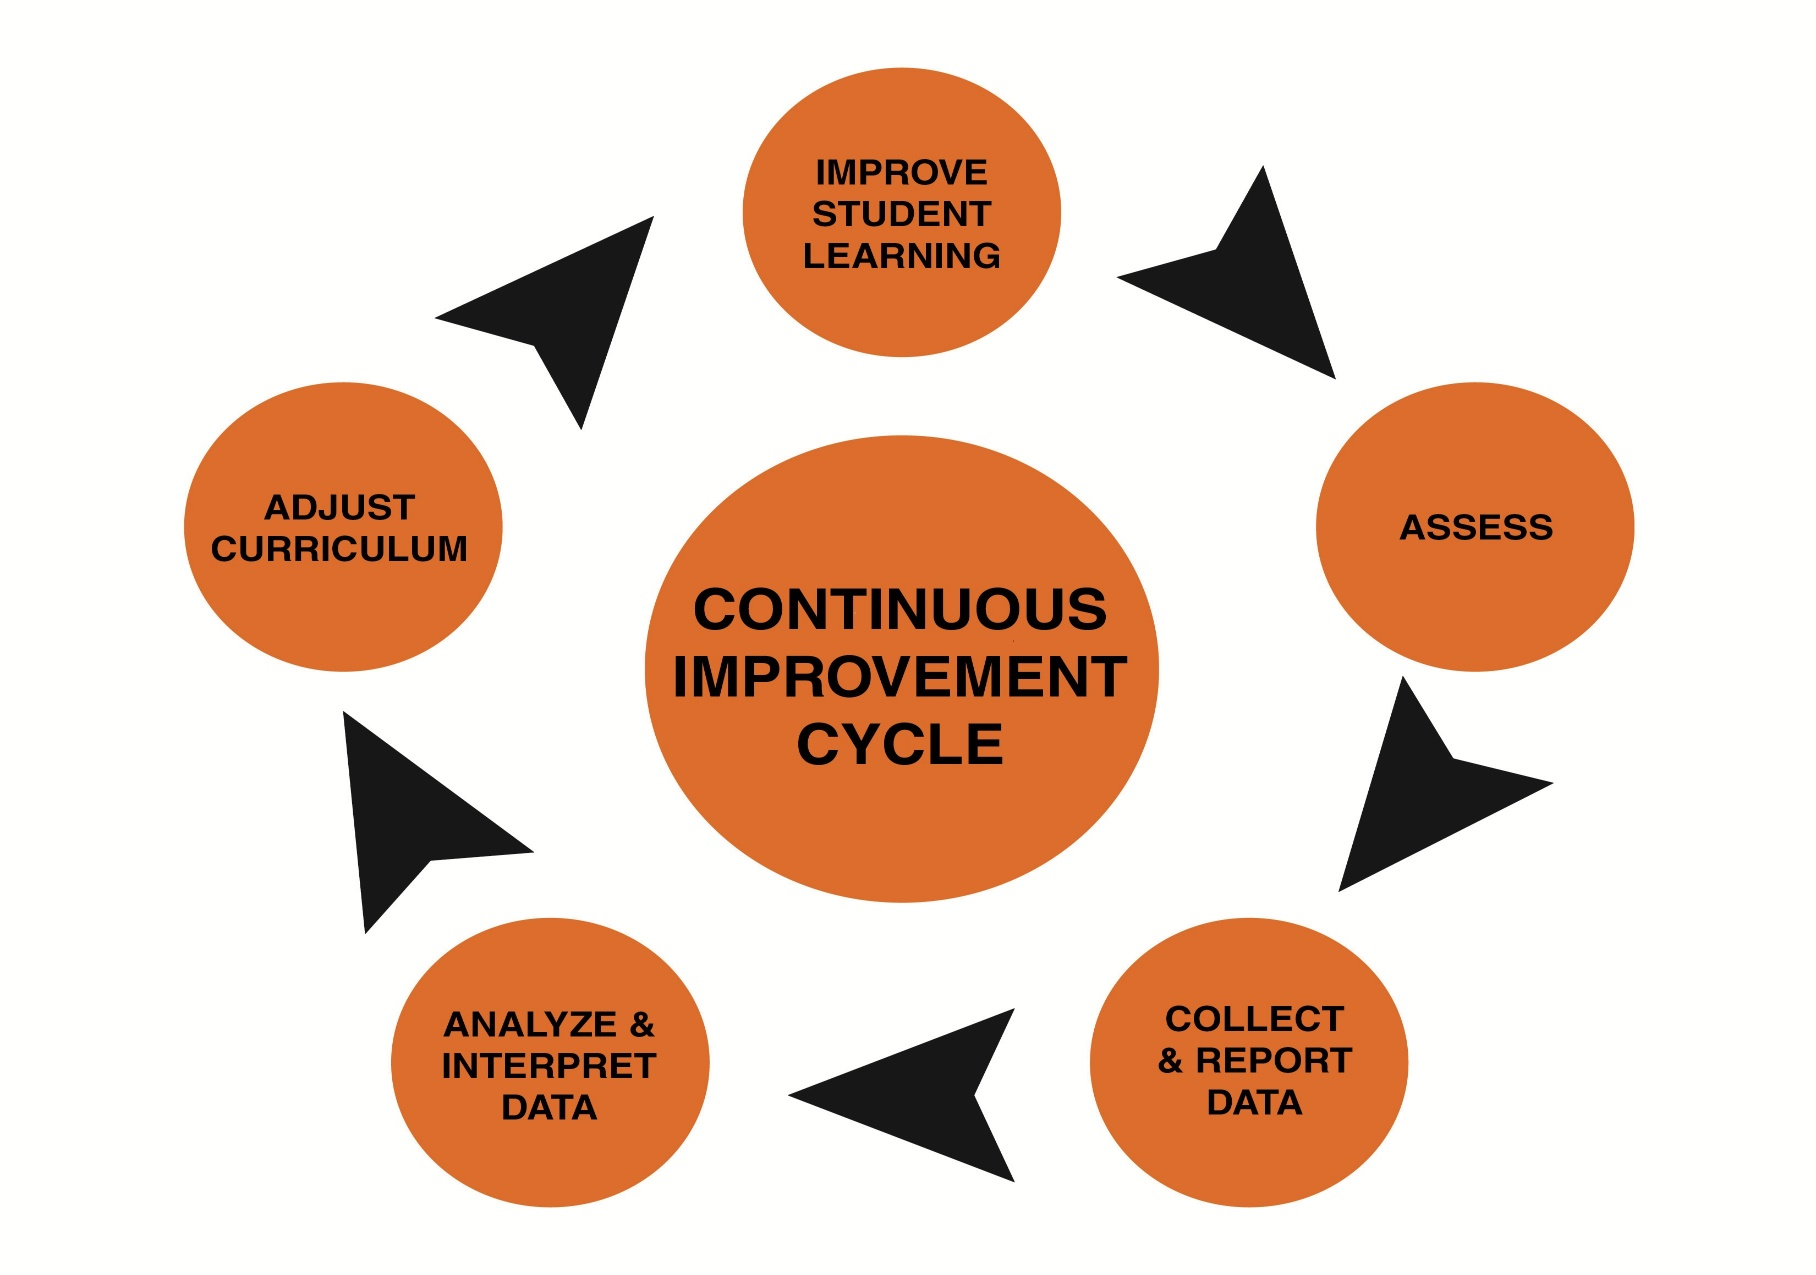 IMPROVE
STUDENT
LEARNING
ASSESS
COLLECT
& REPORT
DATA
ANALYZE &
INTERPRET
DATA
ADJUST
CURRICULUM
CONTINUOUS
IMPROVEMENT
CYCLE